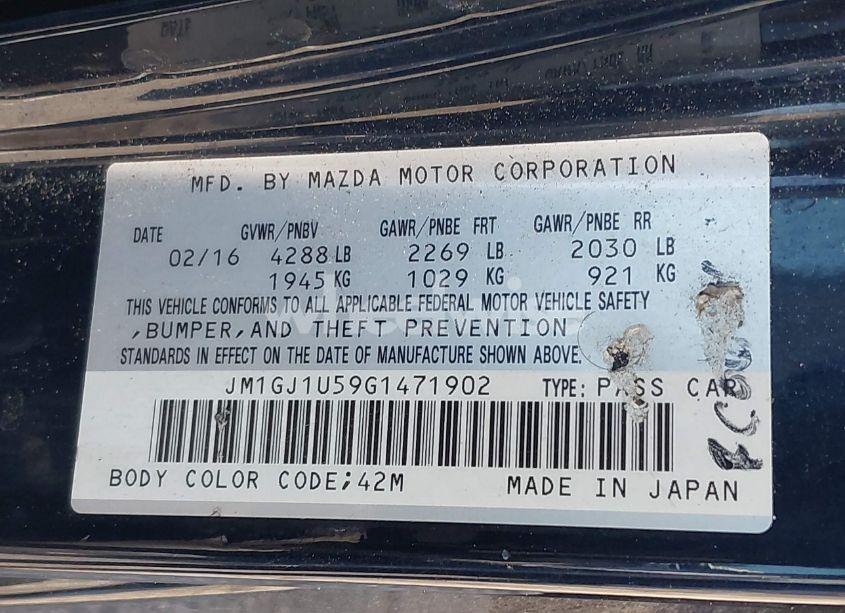 MFD. BY MAZDA MOTOR CORPORATION
DATE GVWR/PNBV GAWR/PNBE FRT GAWR/PNBE RR
02/16 4288 LB 2269 LB 2030 LB
1945 KG 1029 KG 921 KG
THIS VEHICLE CONFORMS TO ALL APPLICABLE FEDERAL MOTOR VEHICLE SAFETY
,BUMPER,AND THEFT PREVENTION
STANDARDS IN EFFECT ON THE DATE OF MANUFACTURE SHOWN ABOVE.
JM1GJ1U59G1471902 TYPE: PASS CAR
BODY COLOR CODE;42M MADE IN JAPAN